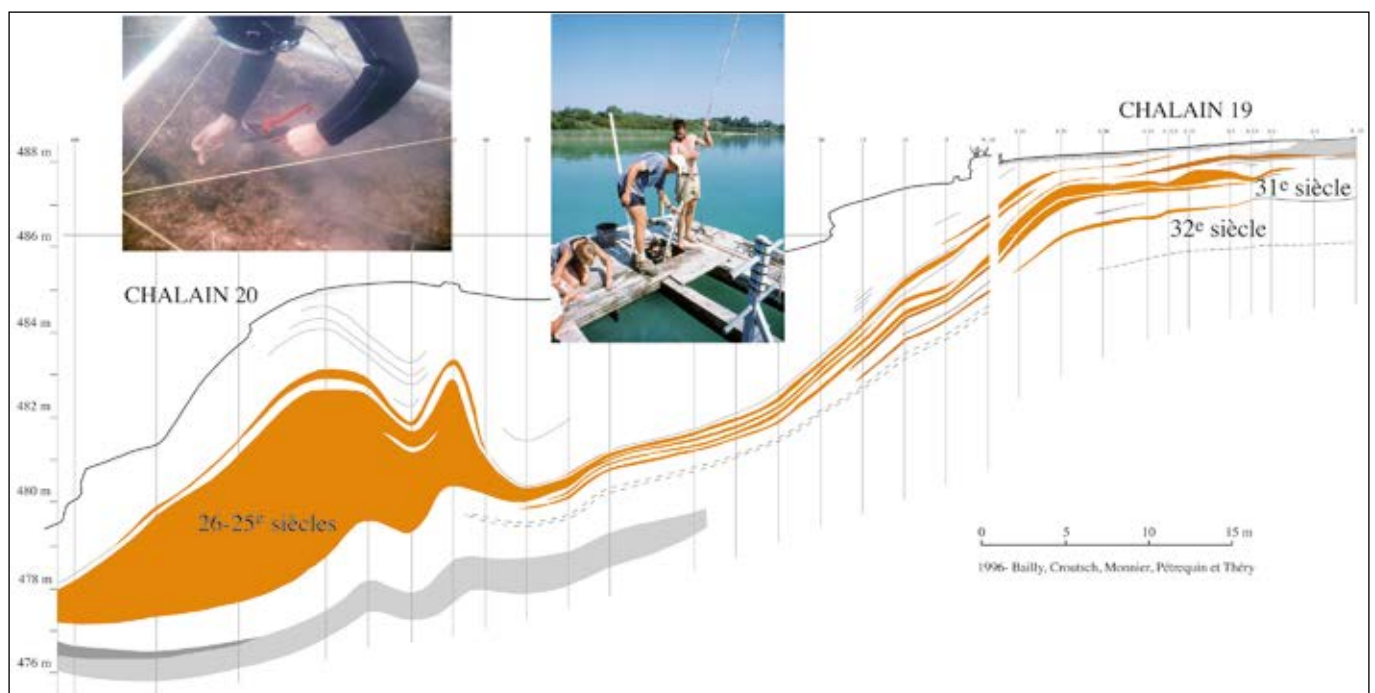 CHALAIN 19
488 m
31e siècle
32e siècle
486 m
CHALAIN 20
484 m
482 m
480 m
26-25e siècles
0 5 10 15 m
1996- Bailly, Croutsch, Monnier, Pétrequin et Théry
478 m
476 m